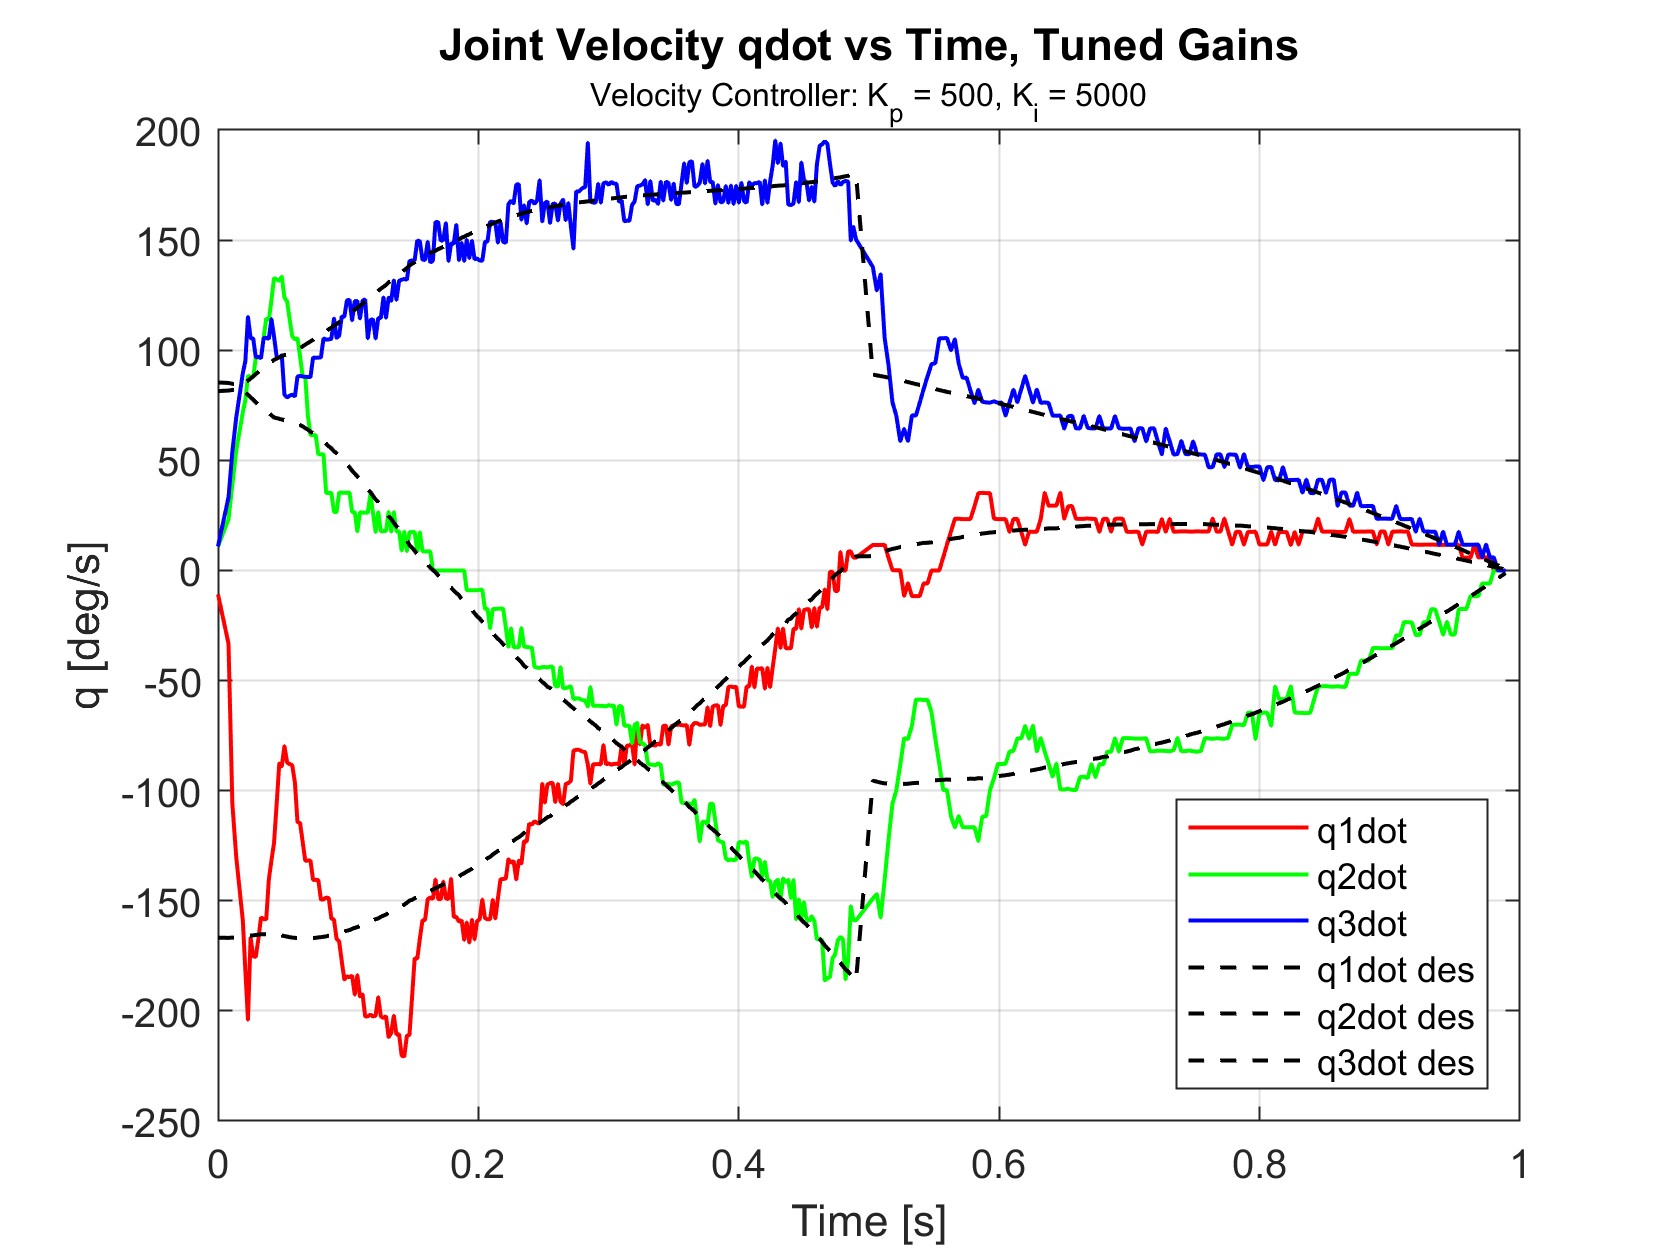 Joint Velocity qdot vs Time, Tuned Gains
Velocity Controller: Kp = 500, Ki = 5000
200
150
100
50
0
-50
-100
-150
-200
-250
q [deg/s]
0
0.2
0.4
0.6
0.8
1
Time [s]
q1dot
q2dot
q3dot
q1dot des
q2dot des
q3dot des